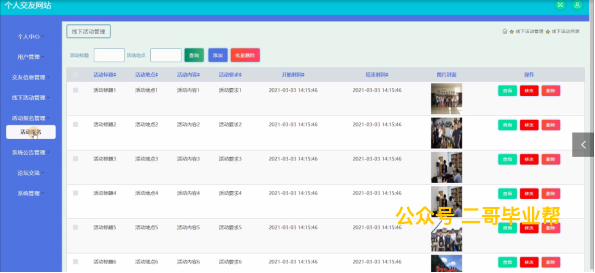 个人交友网站
个人中心
用户管理
交友信息管理
线下活动管理
活动报名管理
活动报名
系统公告管理
论坛交流
系统管理
线下活动管理
线下活动管理 线下活动列表
活动标题 活动地点 查询 添加 批量删除
活动标题 活动地点 活动内容 活动要求 开始时间 结束时间 图片封面 操作
活动标题1 活动地点1 活动内容1 活动要求1 2021-03-03 14:15:46 2021-03-03 14:15:46 查询 修改 删除
活动标题2 活动地点2 活动内容2 活动要求2 2021-03-03 14:15:46 2021-03-03 14:15:46 查询 修改 删除
活动标题3 活动地点3 活动内容3 活动要求3 2021-03-03 14:15:46 2021-03-03 14:15:46 查询 修改 删除
活动标题4 活动地点4 活动内容4 活动要求4 2021-03-03 14:15:46 2021-03-03 14:15:46 查询 修改 删除
公众号 二哥毕业帮
活动标题5 活动地点5 活动内容5 活动要求5 2021-03-03 14:15:46 2021-03-03 14:15:46 查询 修改 删除
活动标题6 活动地点6 活动内容6 活动要求6 2021-03-03 14:15:46 2021-03-03 14:15:46 查询 修改 删除